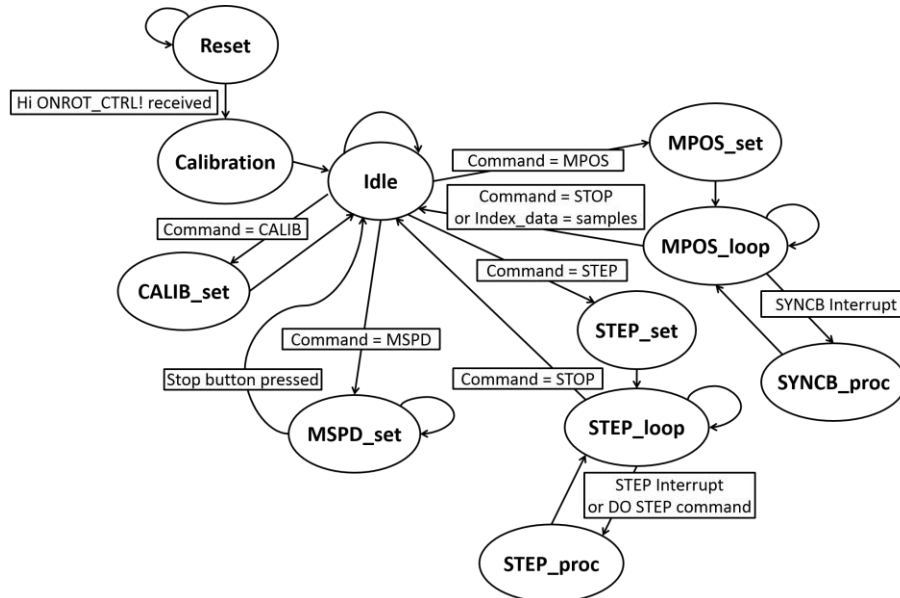 Reset
Hi ONROT_CTRL! received
Calibration
Idle
Command = MPOS
MPOS_set
Command = STOP
or Index_data = samples
MPOS_loop
Command = CALIB
CALIB_set
Command = STEP
SYNCB Interrupt
STEP_set
Command = MSPD
SYNCB_proc
Stop button pressed
Command = STOP
MSPD_set
STEP_loop
STEP Interrupt
or DO STEP command
STEP_proc